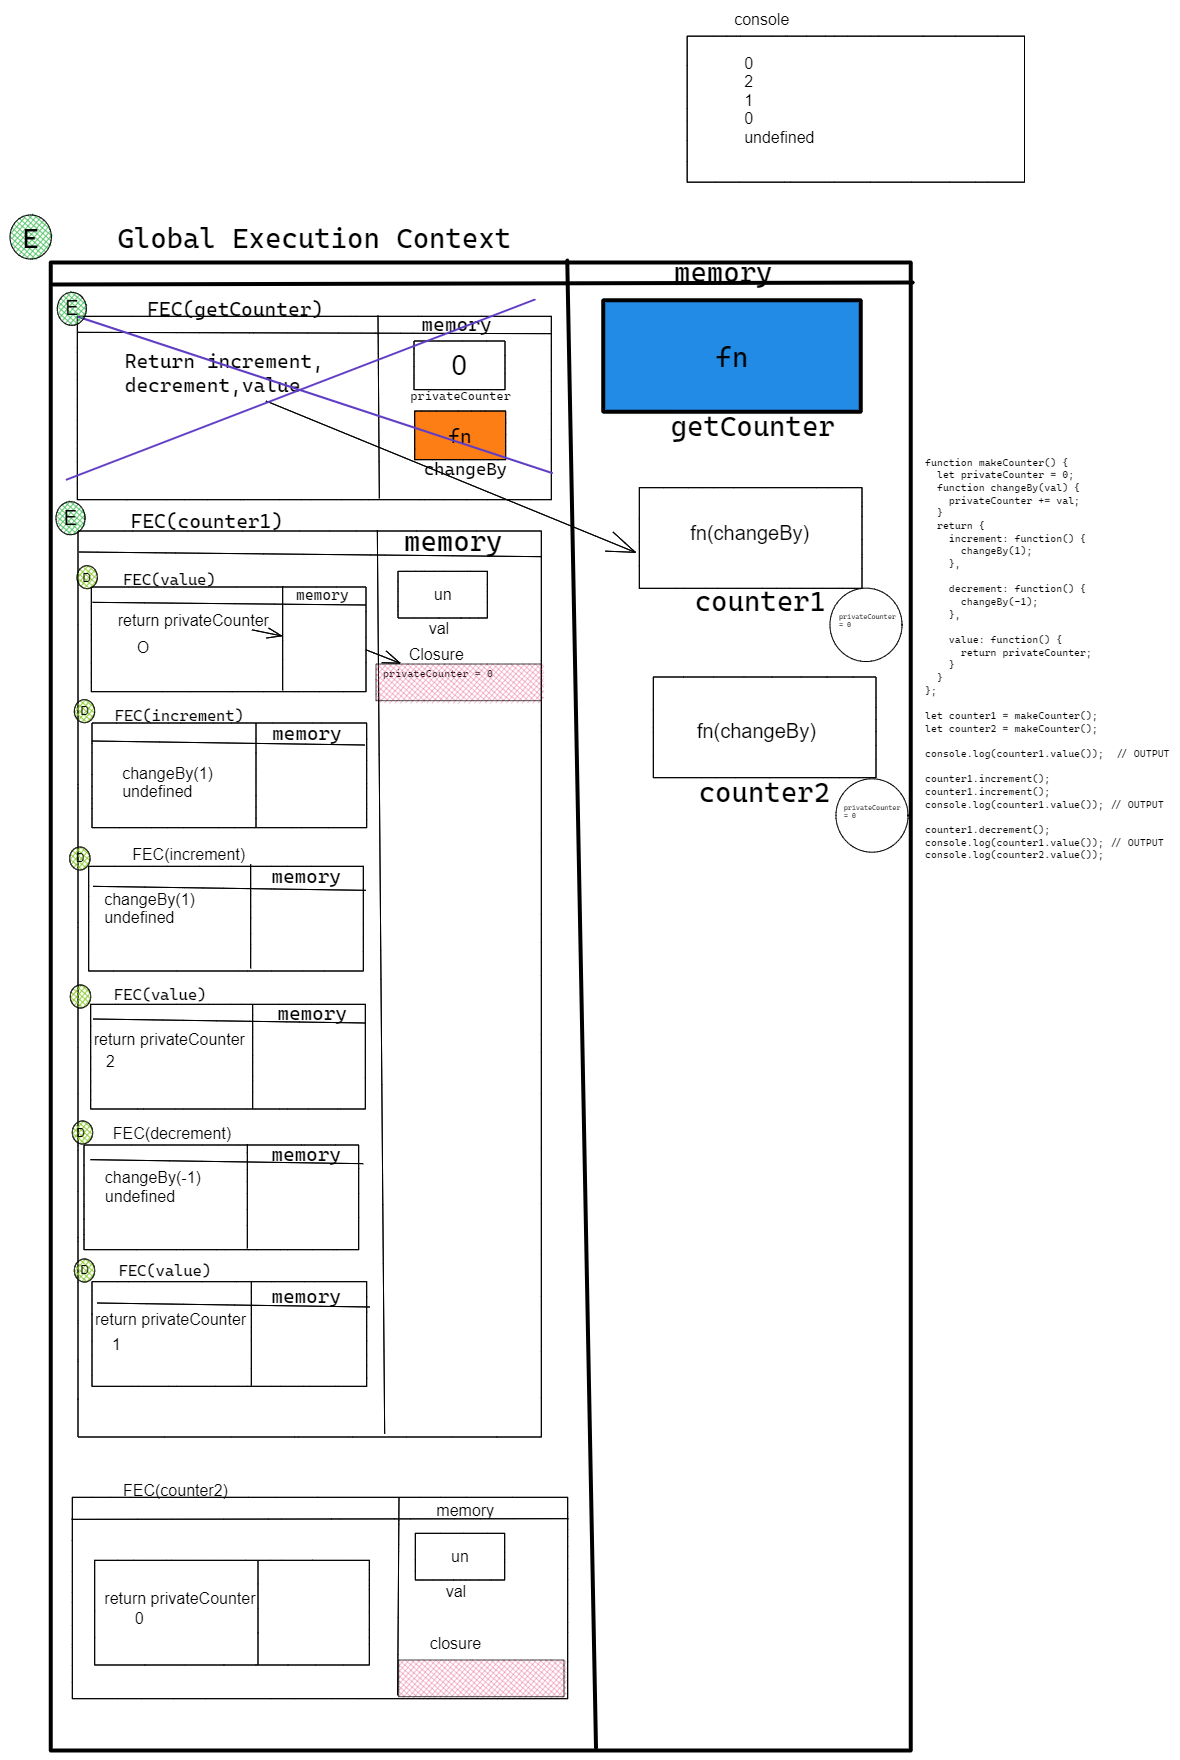 console
0
2
1
0
undefined
E
Global Execution Context
memory
E
FEC(getCounter)
memory
Return increment,
decrement,value
0
privateCounter
fn
changeBy
fn
getCounter
fn(changeBy)
counter1
privateCounter
= 0
fn(changeBy)
counter2
privateCounter
= 0
E
FEC(counter1)
memory
un
val
Closure
privateCounter = 0
D
FEC(value)
memory
return privateCounter
O
D
FEC(increment)
memory
changeBy(1)
undefined
D
FEC(increment)
memory
changeBy(1)
undefined
D
FEC(value)
memory
return privateCounter
2
D
FEC(decrement)
memory
changeBy(-1)
undefined
D
FEC(value)
memory
return privateCounter
1
FEC(counter2)
memory
un
val
closure
return privateCounter
0
function makeCounter() {
let privateCounter = 0;
function changeBy(val) {
privateCounter += val;
}
return {
increment: function() {
changeBy(1);
},
decrement: function() {
changeBy(-1);
},
value: function() {
return privateCounter;
}
}
};
let counter1 = makeCounter();
let counter2 = makeCounter();
console.log(counter1.value()); // OUTPUT
counter1.increment();
counter1.increment();
console.log(counter1.value()); // OUTPUT
counter1.decrement();
console.log(counter1.value()); // OUTPUT
console.log(counter2.value());